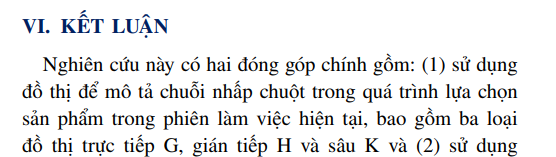 VI. KẾT LUẬN
Nghiên cứu này có hai đóng góp chính gồm: (1) sử dụng
đồ thị để mô tả chuỗi nhấp chuột trong quá trình lựa chọn
sản phẩm trong phiên làm việc hiện tại, bao gồm ba loại
đồ thị trực tiếp G, gián tiếp H và sâu K và (2) sử dụng